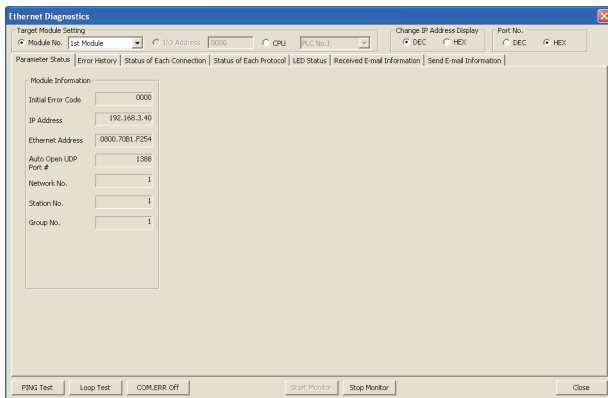 Ethernet Diagnostics
Target Module Setting
Module No. 1st Module I/O Address 0000 CPU PLC No.1
Change IP Address Display
DEC HEX
Port No.
DEC HEX
Parameter Status Error History Status of Each Connection Status of Each Protocol LED Status Received E-mail Information Send E-mail Information
Module Information
Initial Error Code 0000
IP Address 192.168.3.40
Ethernet Address 0800.70B1.F254
Auto Open UDP
Port # 1388
Network No. 1
Station No. 1
Group No. 1
PING Test Loop Test COM.ERR Off Start Monitor Stop Monitor Close